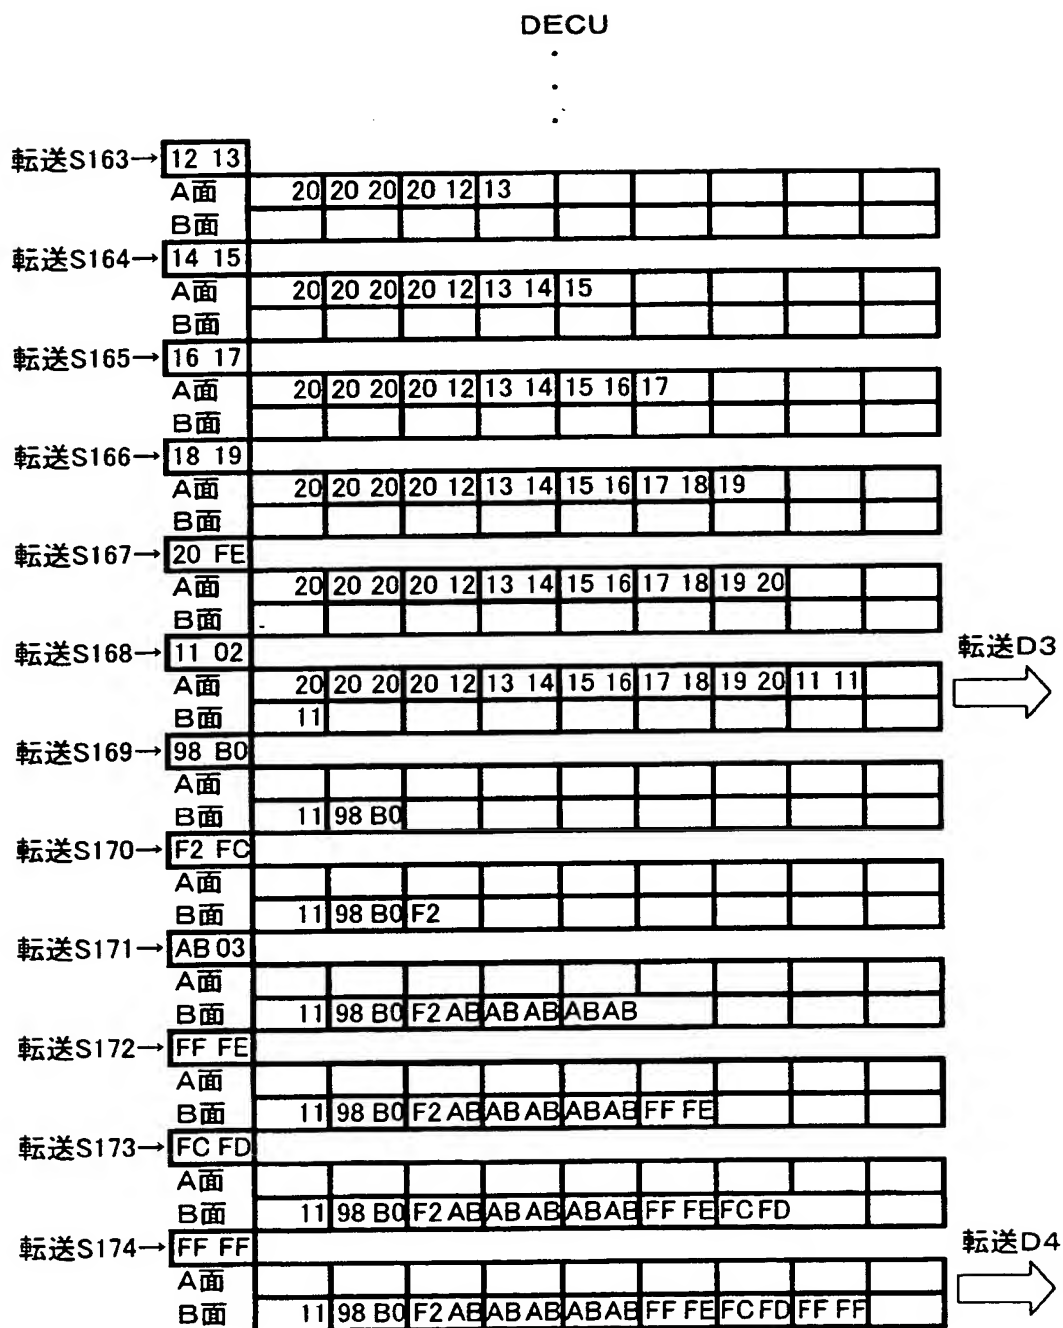 DECU
転送S163→ 12 13
A面 20 20 20 20 12 13
B面
転送S164→ 14 15
A面 20 20 20 20 12 13 14 15
B面
転送S165→ 16 17
A面 20 20 20 20 12 13 14 15 16 17
B面
転送S166→ 18 19
A面 20 20 20 20 12 13 14 15 16 17 18 19
B面
転送S167→ 20 FE
A面 20 20 20 20 12 13 14 15 16 17 18 19 20
B面
転送S168→ 11 02
転送D3
A面 20 20 20 20 12 13 14 15 16 17 18 19 20 11 11
B面 11
転送S169→ 98 B0
A面
B面 11 98 B0
転送S170→ F2 FC
A面
B面 11 98 B0 F2
転送S171→ AB 03
A面
B面 11 98 B0 F2 AB AB AB AB AB
転送S172→ FF FE
A面
B面 11 98 B0 F2 AB AB AB AB AB FF FE
転送S173→ FC FD
A面
B面 11 98 B0 F2 AB AB AB AB AB FF FE FC FD
転送S174→ FF FF
転送D4
A面
B面 11 98 B0 F2 AB AB AB AB AB FF FE FC FD FF FF